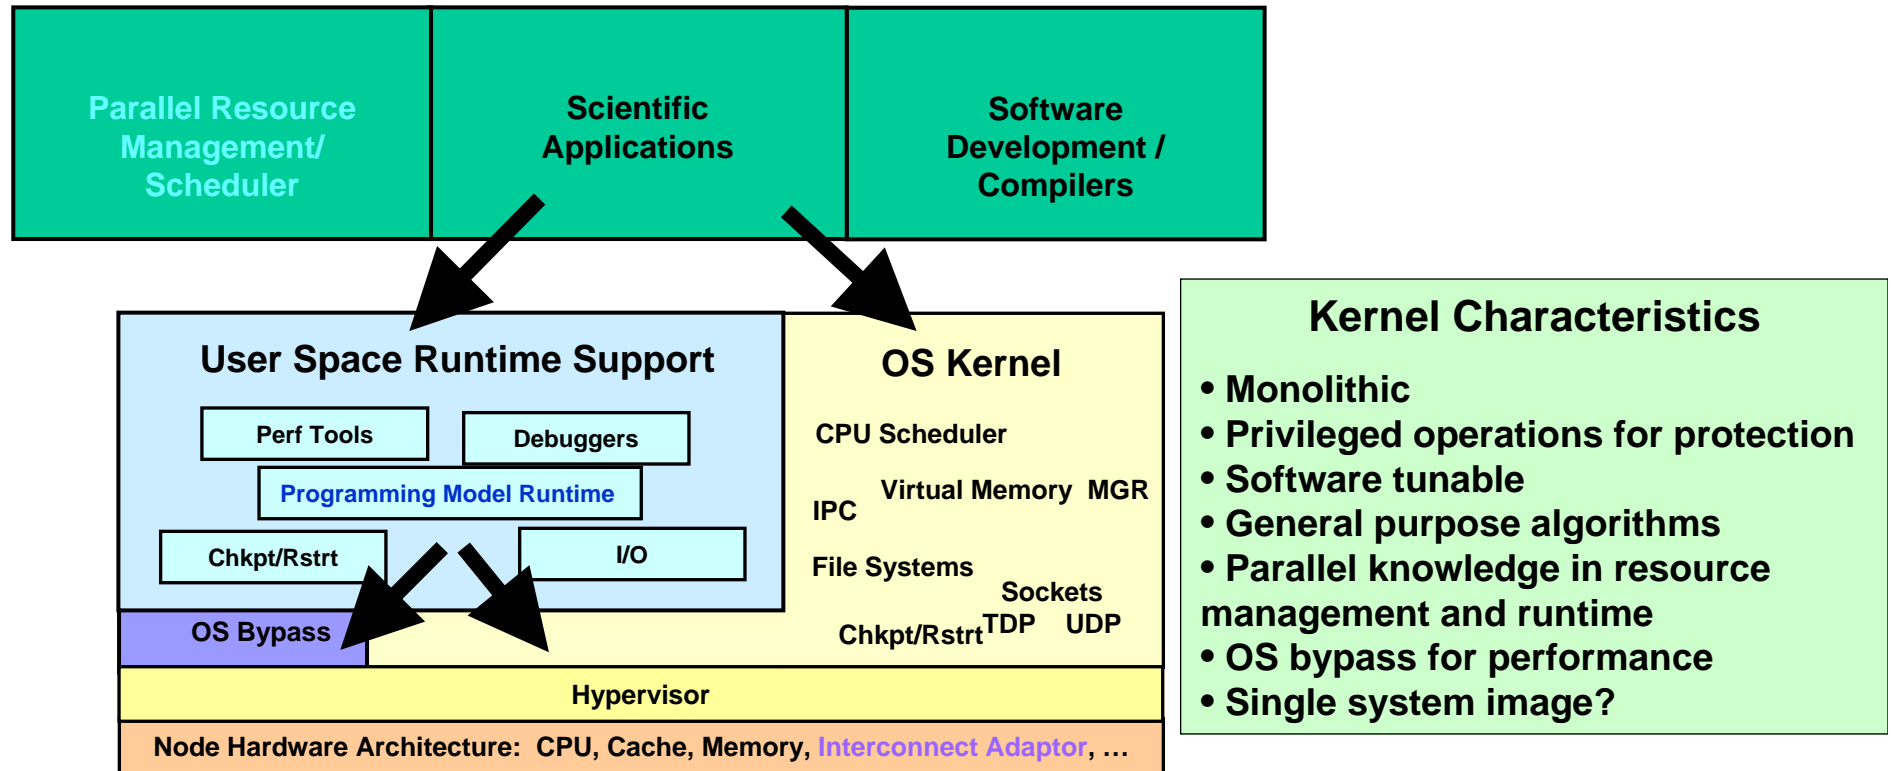 Parallel Resource
Management/
Scheduler
Scientific
Applications
Software
Development /
Compilers
User Space Runtime Support
Perf Tools
Debuggers
Programming Model Runtime
Chkpt/Rstrt
I/O
OS Bypass
OS Kernel
CPU Scheduler
Virtual Memory MGR
IPC
File Systems
Sockets
TDP UDP
Chkpt/Rstrt
Hypervisor
Node Hardware Architecture: CPU, Cache, Memory, Interconnect Adaptor, …
Kernel Characteristics
• Monolithic
• Privileged operations for protection
• Software tunable
• General purpose algorithms
• Parallel knowledge in resource
management and runtime
• OS bypass for performance
• Single system image?